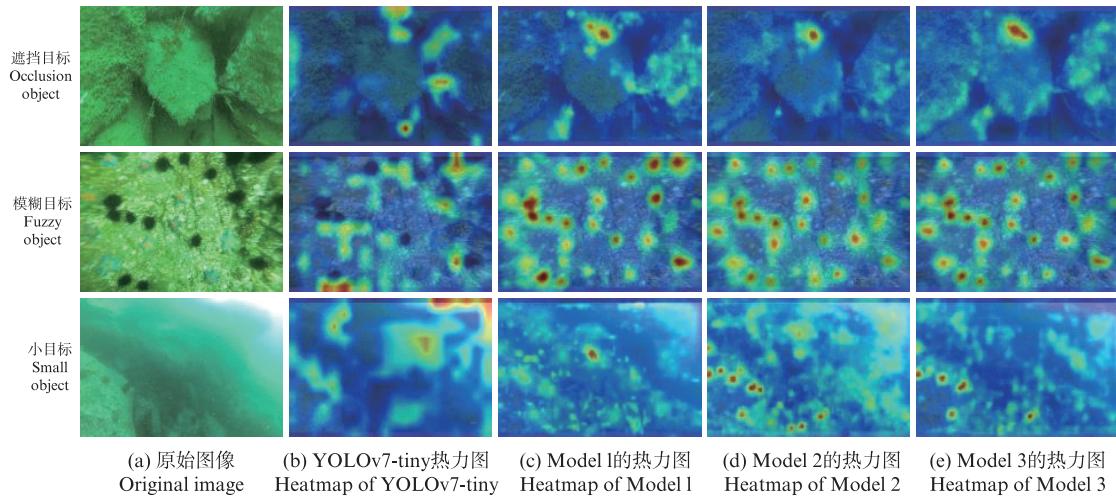 遮挡目标
Occlusion
object
模糊目标
Fuzzy
object
小目标
Small
object
(a) 原始图像
Original image
(b) YOLOv7-tiny热力图
Heatmap of YOLOv7-tiny
(c) Model 1的热力图
Heatmap of Model 1
(d) Model 2的热力图
Heatmap of Model 2
(e) Model 3的热力图
Heatmap of Model 3